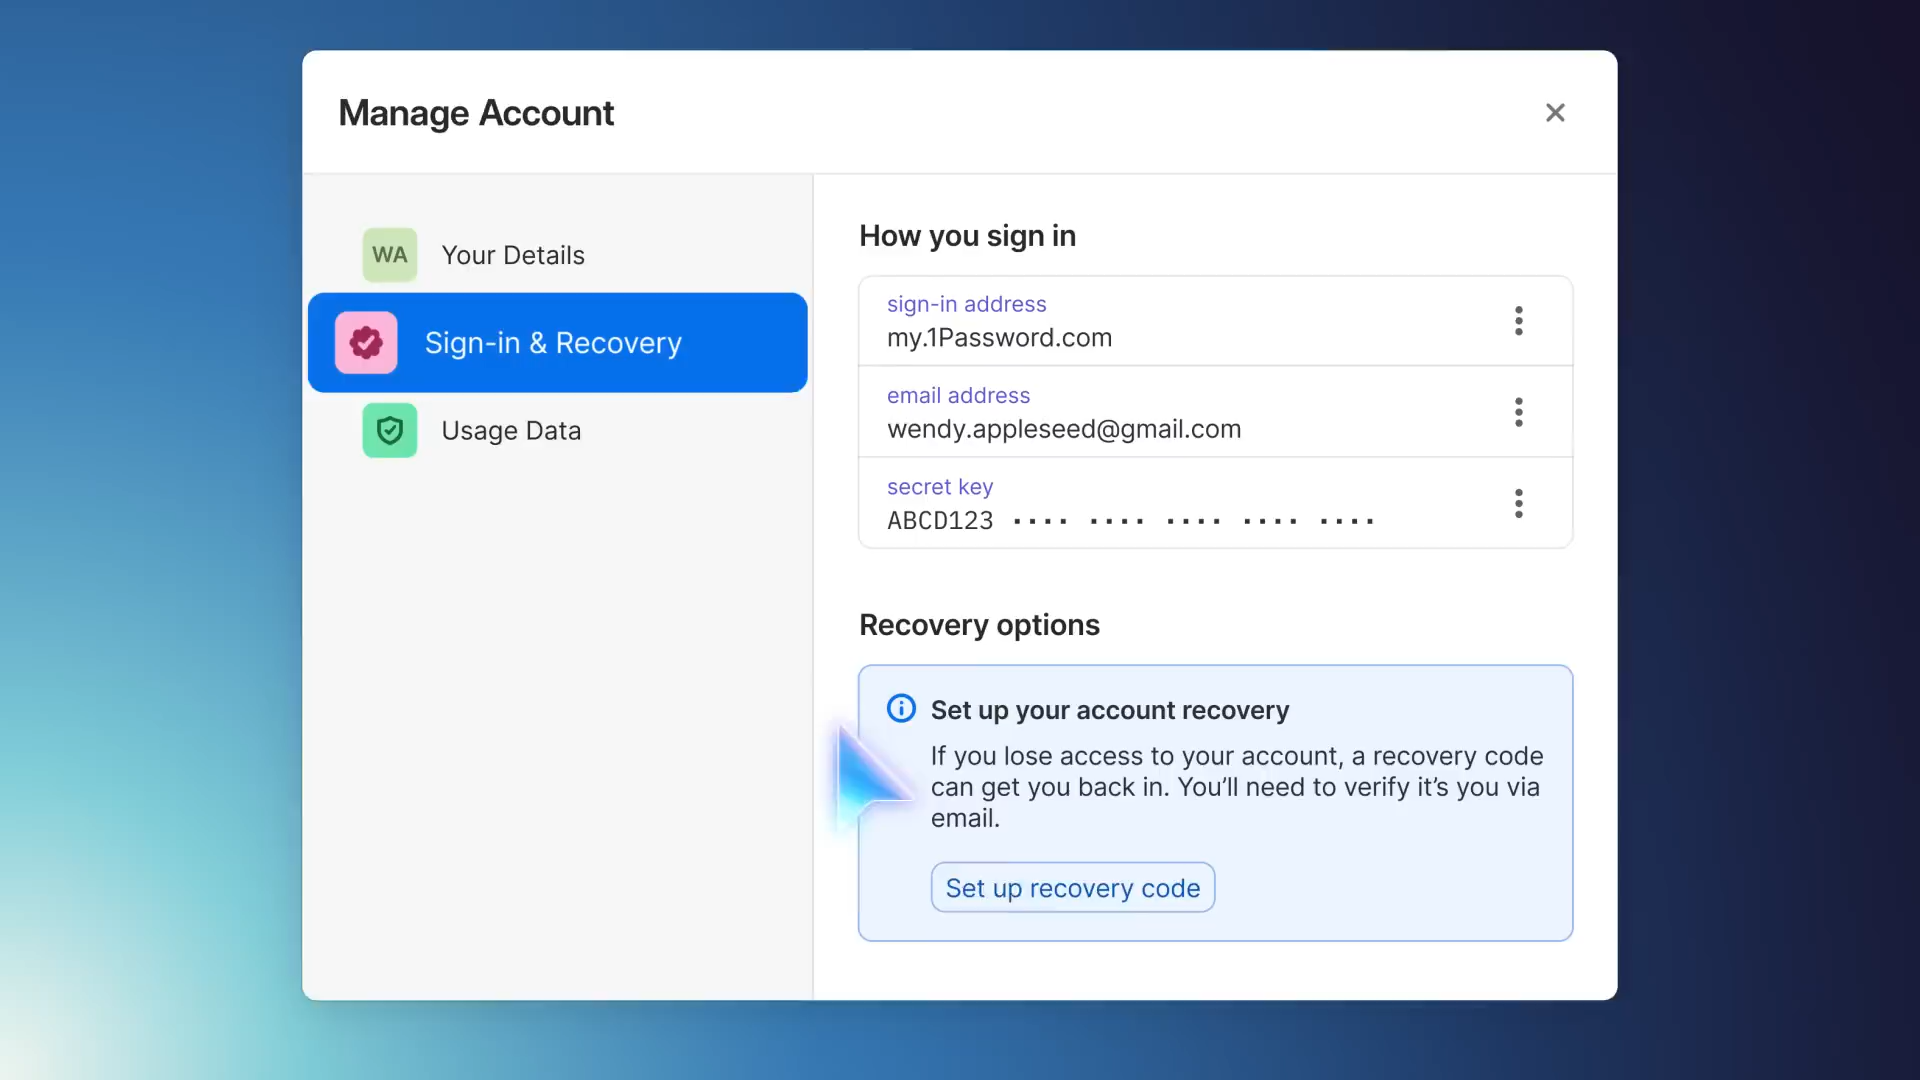 Manage Account
WA
Your Details
Sign-in & Recovery
Usage Data
How you sign in
sign-in address
my.1Password.com
email address
wendy.appleseed@gmail.com
secret key
ABCD123 ···· ···· ···· ···· ····
Recovery options
Set up your account recovery
If you lose access to your account, a recovery code
can get you back in. You’ll need to verify it’s you via
email.
Set up recovery code